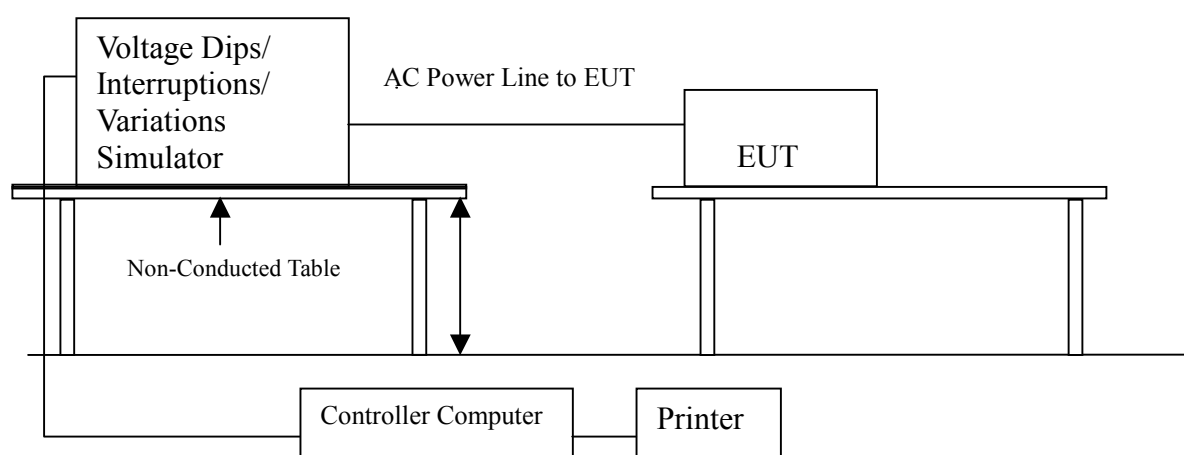 Voltage Dips/
Interruptions/
Variations
Simulator
AC Power Line to EUT
EUT
Non-Conducted Table
Controller Computer
Printer